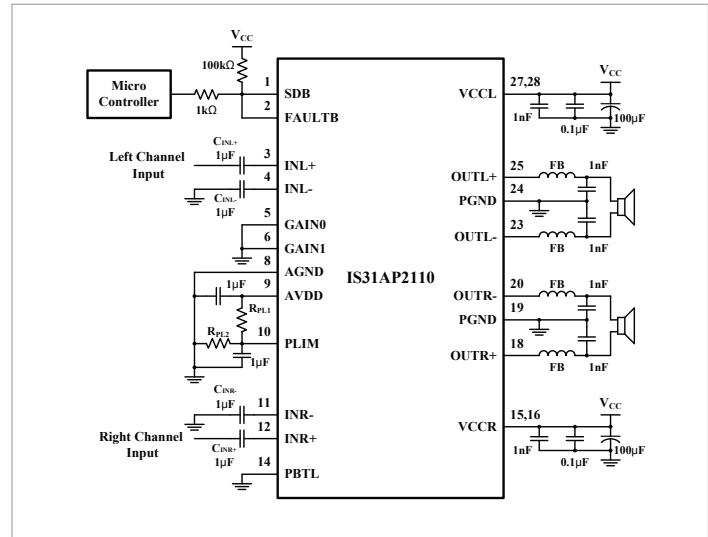 VCC
100kΩ
Micro
Controller
1kΩ
1
SDB
2
FAULTB
Left Channel
Input
CINL+
1µF
3
INL+
4
INL-
CINL-
1µF
5
GAIN0
6
GAIN1
8
AGND
1µF
9
AVDD
RPL1
RPL2
10
PLIM
1µF
CINR-
1µF
11
INR-
Right Channel
Input
12
INR+
CINR+
1µF
14
PBTL
IS31AP2110
27,28
VCCL
VCC
1nF
0.1µF
100µF
25
OUTL+
FB
1nF
24
PGND
23
OUTL-
FB
1nF
20
OUTR-
FB
1nF
19
PGND
18
OUTR+
FB
1nF
15,16
VCCR
VCC
1nF
0.1µF
100µF